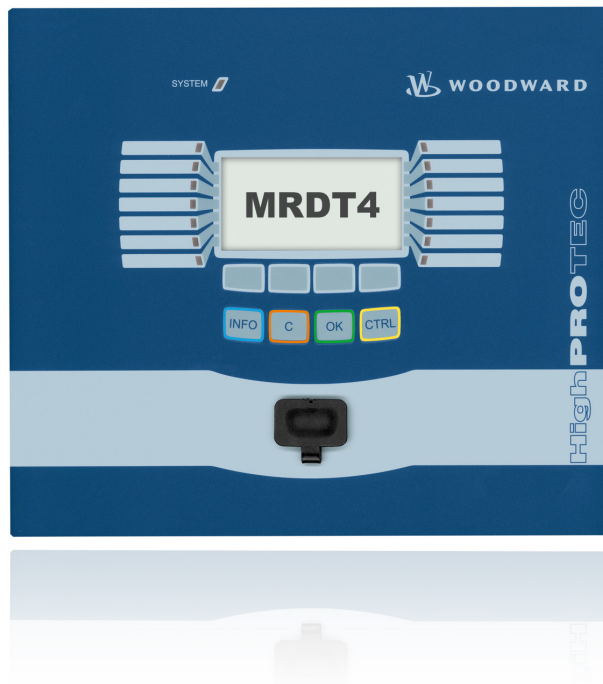 SYSTEM
WOODWARD
MRDT4
INFO
C
OK
CTRL
HighPROTEC